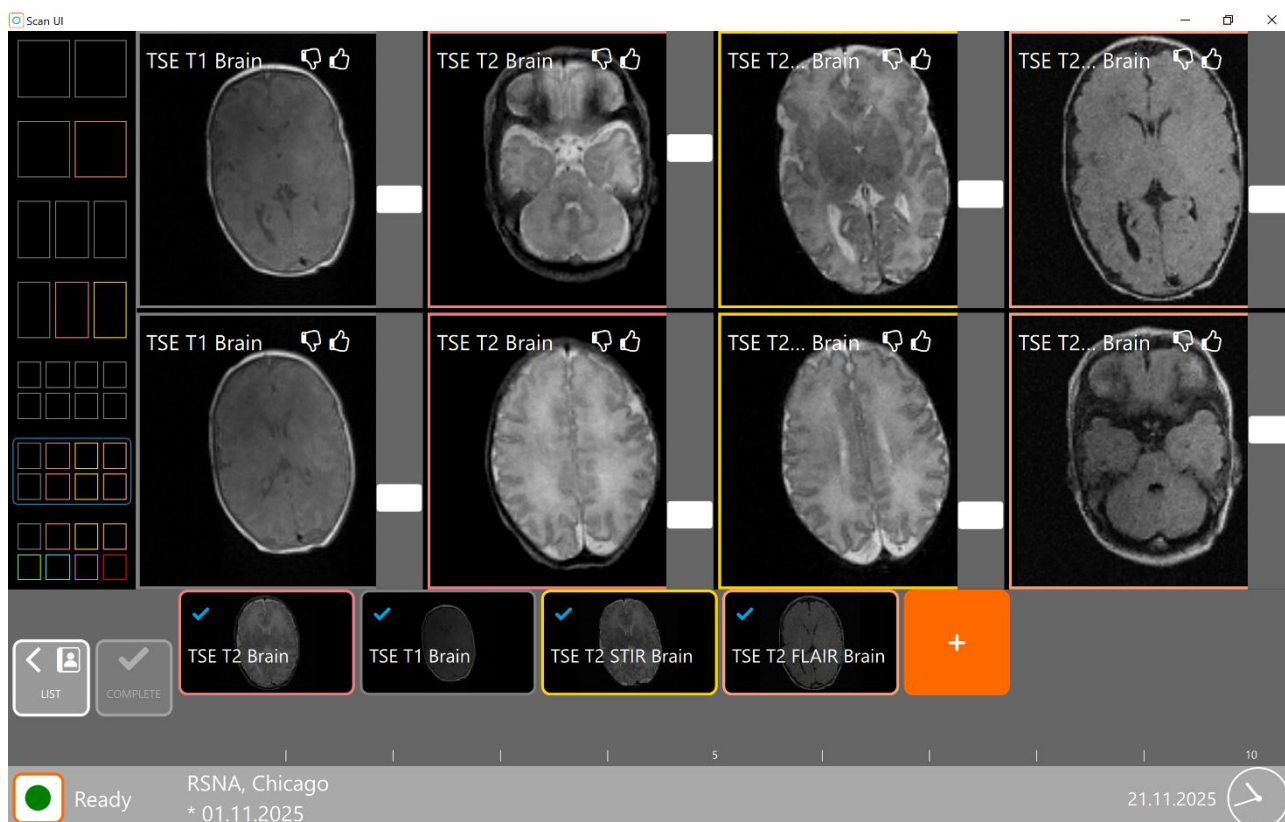 Scan UI
TSE T1 Brain
TSE T2 Brain
TSE T2... Brain
TSE T2... Brain
TSE T1 Brain
TSE T2 Brain
TSE T2... Brain
TSE T2... Brain
TSE T2 Brain
TSE T1 Brain
TSE T2 STIR Brain
TSE T2 FLAIR Brain
+
LIST
COMPLETE
5
10
Ready
RSNA, Chicago
* 01.11.2025
21.11.2025